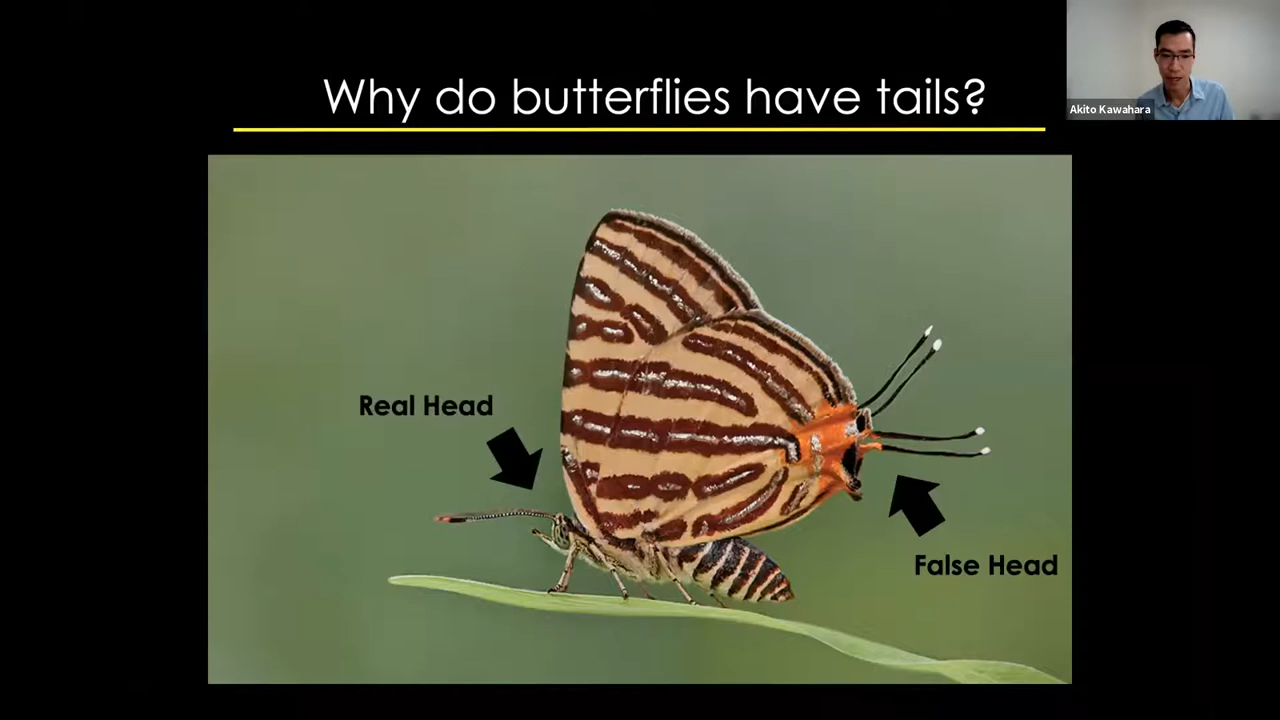 Why do butterflies have tails?
Akito Kawahara
Real Head
False Head